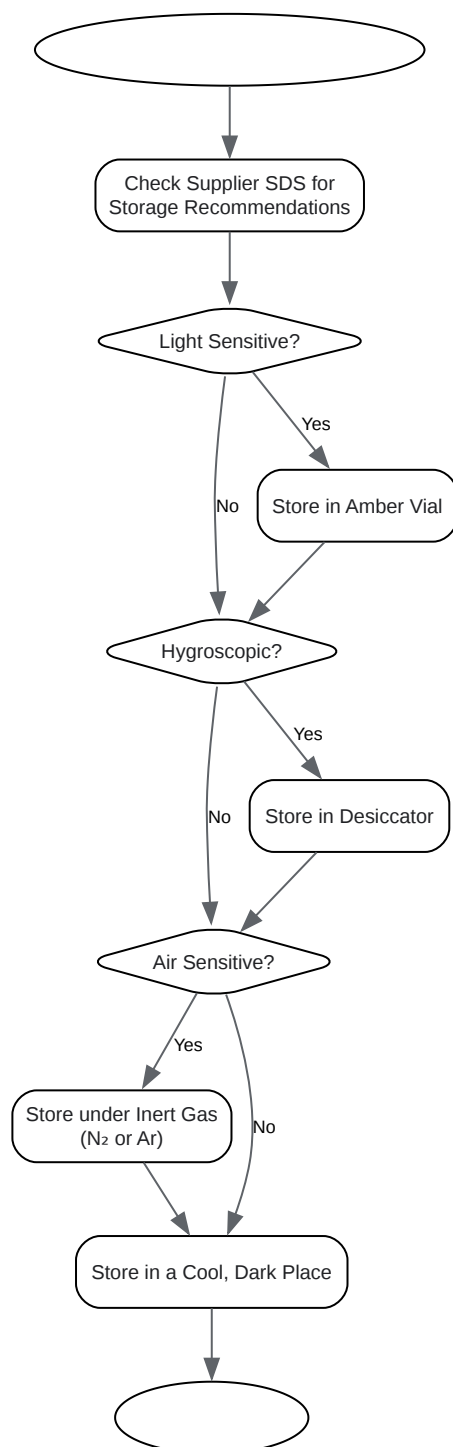 Check Supplier SDS for
Storage Recommendations
Light Sensitive?
Yes
Store in Amber Vial
No
Hygroscopic?
Yes
Store in Desiccator
No
Air Sensitive?
Yes
Store under Inert Gas
(N₂ or Ar)
No
Store in a Cool, Dark Place